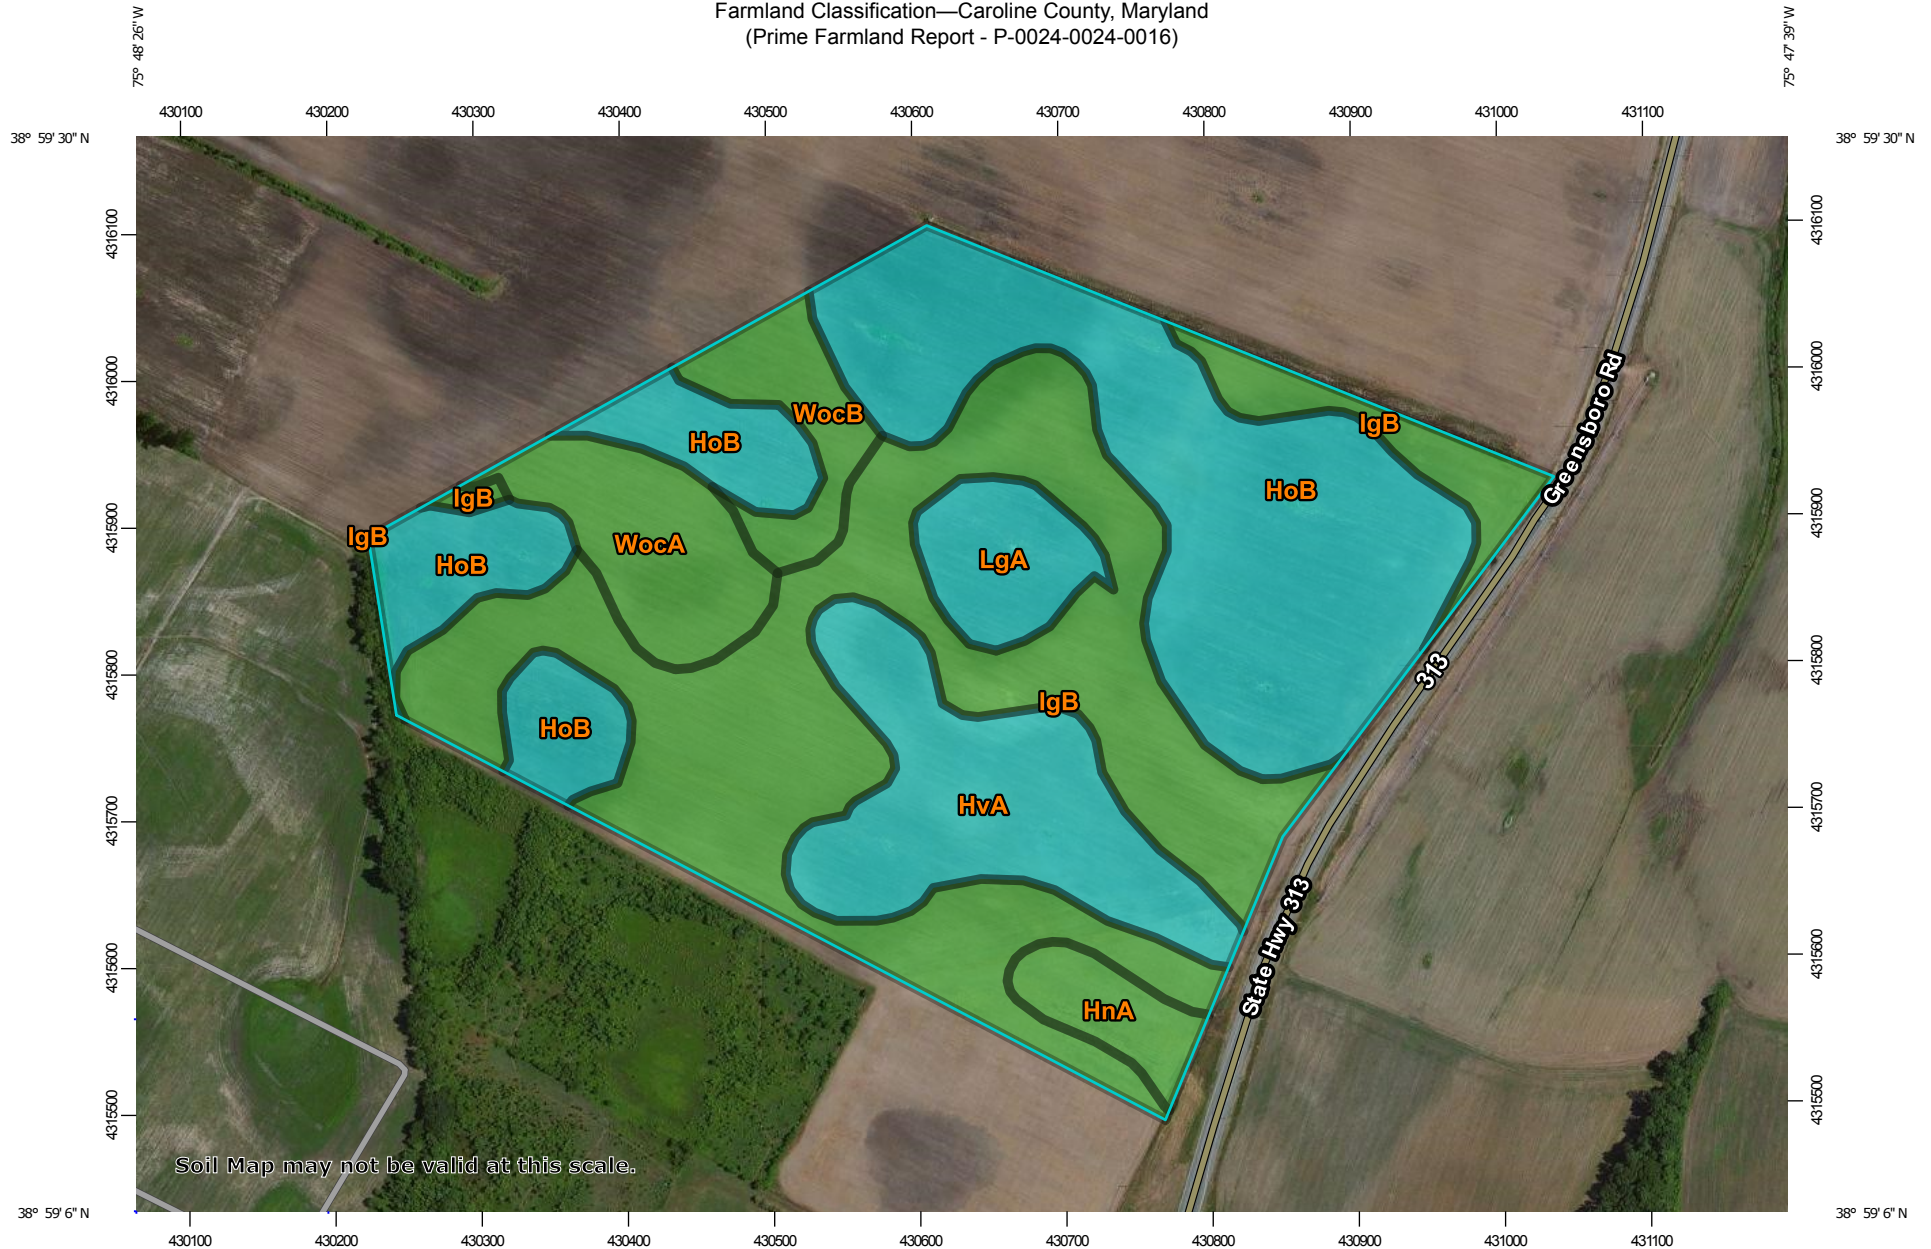 Farmland Classification—Caroline County, Maryland
(Prime Farmland Report - P-0024-0024-0016)
75° 48' 26" W
75° 47' 39" W
430100 430200 430300 430400 430500 430600 430700 430800 430900 431000 431100
38° 59' 30" N
38° 59' 30" N
4316100
4316100
4316000
4316000
4315900
4315900
4315800
4315800
4315700
4315700
4315600
4315600
4315500
4315500
WocB
IgB
HoB
HoB
IgB
IgB
WocA
LgA
HoB
IgB
HoB
HvA
HnA
Greensboro Rd
313
State Hwy 313
Soil Map may not be valid at this scale.
38° 59' 6" N
38° 59' 6" N
430100 430200 430300 430400 430500 430600 430700 430800 430900 431000 431100